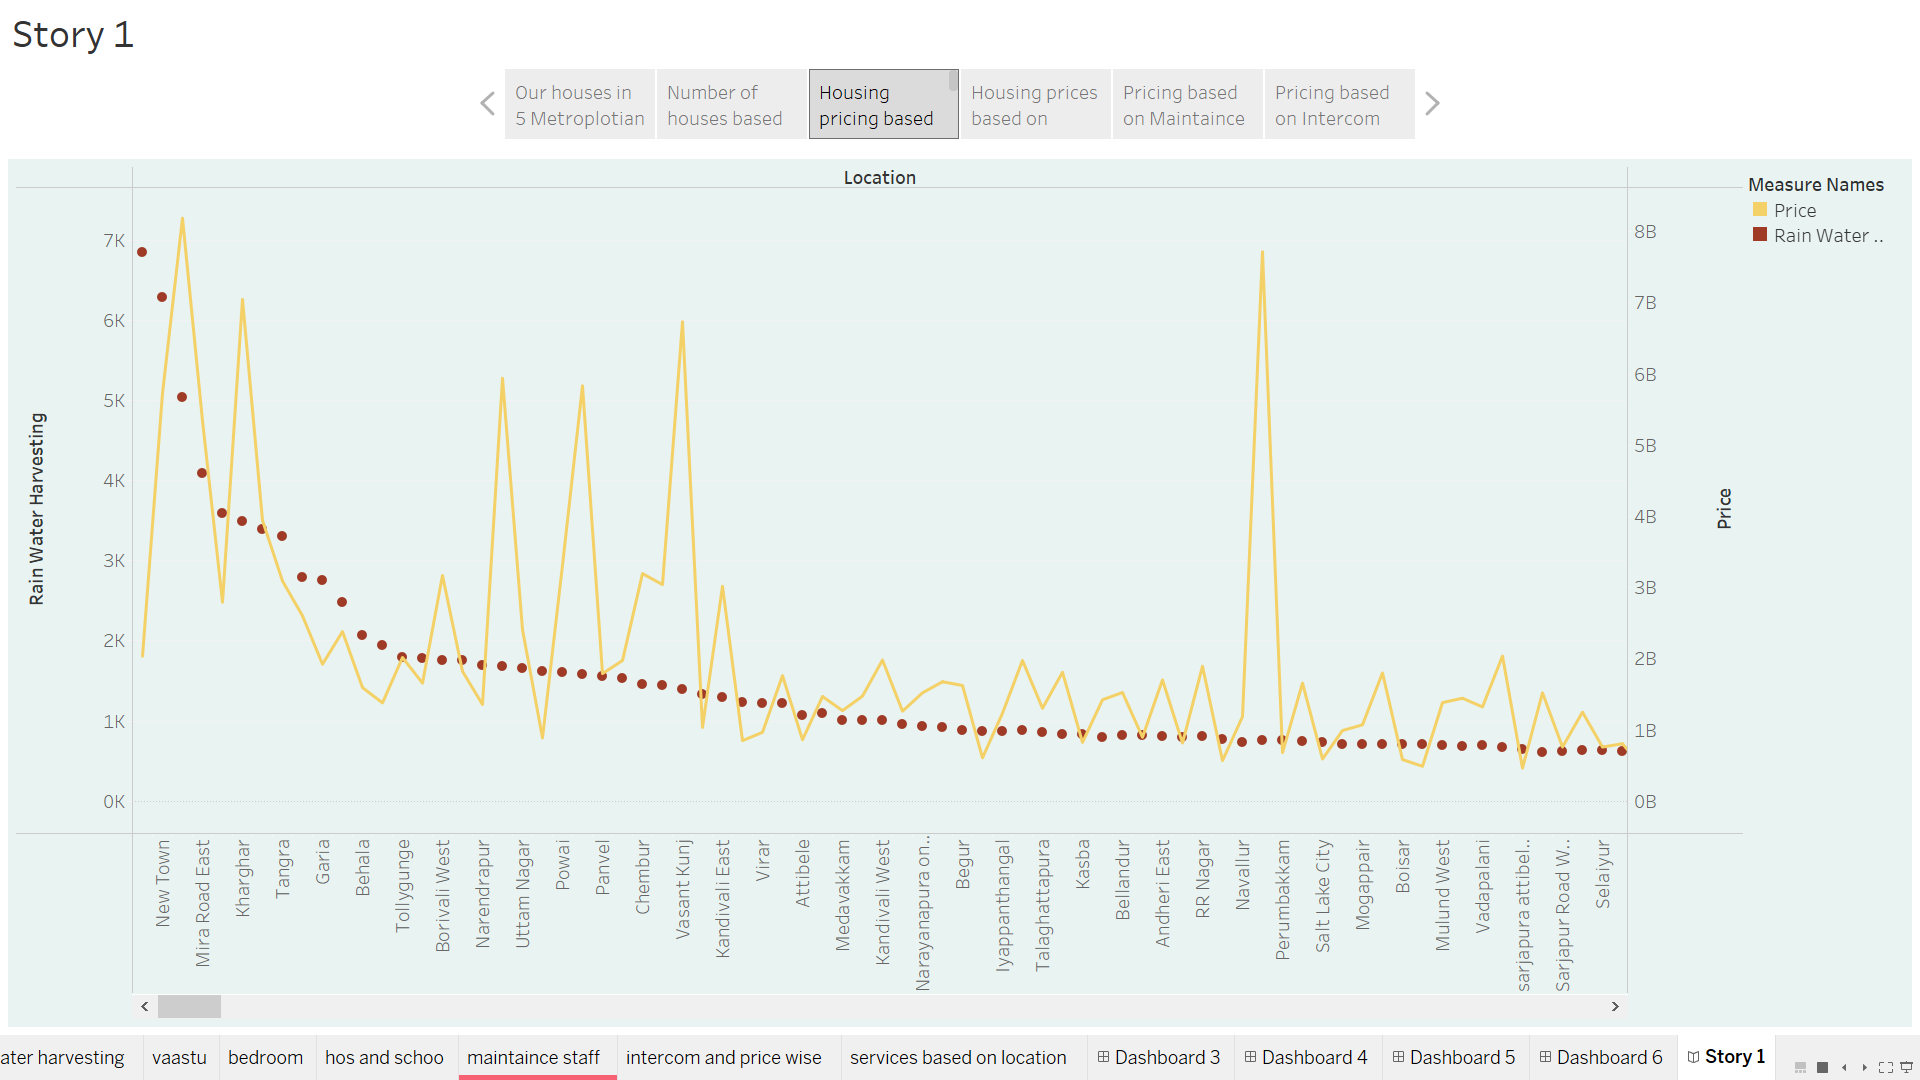 Story 1
Our houses in
5 Metroplotian
Number of
houses based
Housing
pricing based
Housing prices
based on
Pricing based
on Maintaince
Pricing based
on Intercom
Location
Measure Names
Price
Rain Water ..
Rain Water Harvesting
7K
6K
5K
4K
3K
2K
1K
0K
8B
7B
6B
5B
4B
3B
2B
1B
0B
Price
New Town
Mira Road East
Kharghar
Tangra
Garia
Behala
Tollygunge
Borivali West
Narendrapur
Uttam Nagar
Powai
Panvel
Chembur
Vasant Kunj
Kandivali East
Virar
Attibele
Medavakkam
Kandivali West
Narayanapura on..
Begur
Iyappanthangal
Talaghattapura
Kasba
Bellandur
Andheri East
RR Nagar
Navallur
Perumbakkam
Salt Lake City
Mogappair
Boisar
Mulund West
Vadapalani
sarjapura attibel..
Sarjapur Road W..
Selaiyur
ater harvesting
vaastu
bedroom
hos and schoo
maintaince staff
intercom and price wise
services based on location
Dashboard 3
Dashboard 4
Dashboard 5
Dashboard 6
Story 1